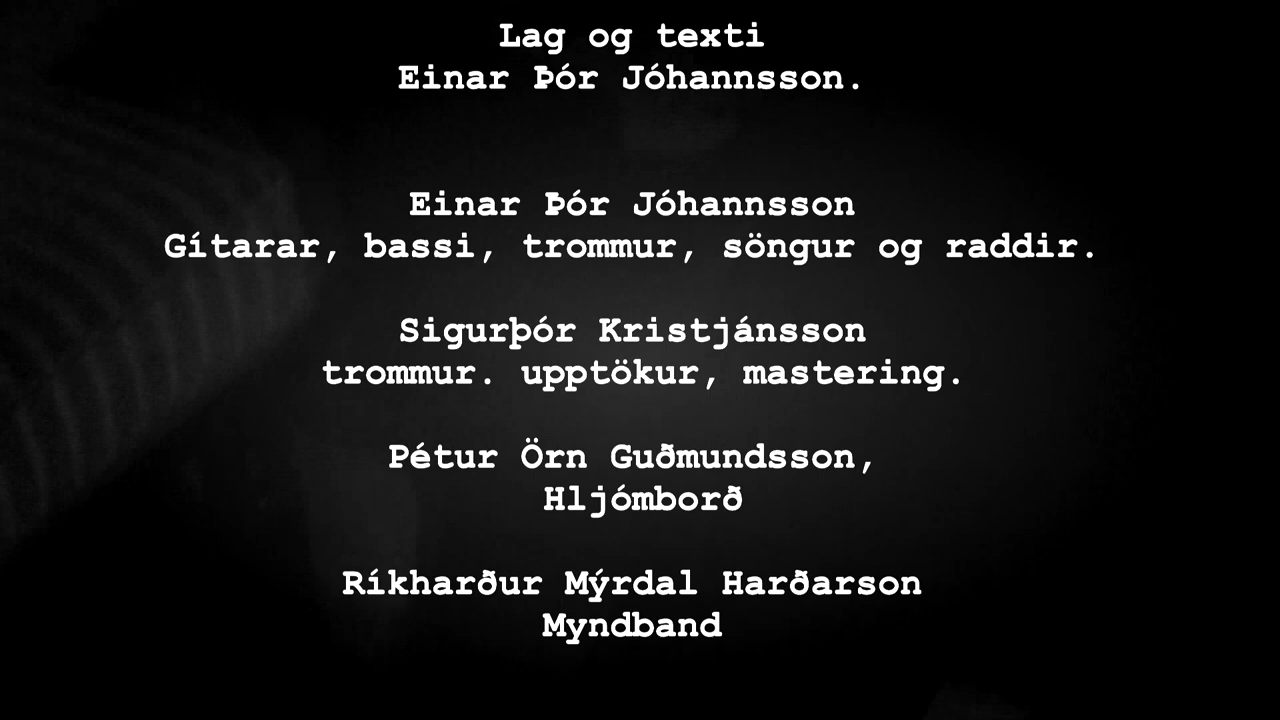 Lag og texti
Einar Þór Jóhannsson.
Einar Þór Jóhannsson
Gítarar, bassi, trommur, söngur og raddir.
Sigurþór Kristjánsson
trommur. upptökur, mastering.
Pétur Örn Guðmundsson,
Hljómborð
Ríkharður Mýrdal Harðarson
Myndband